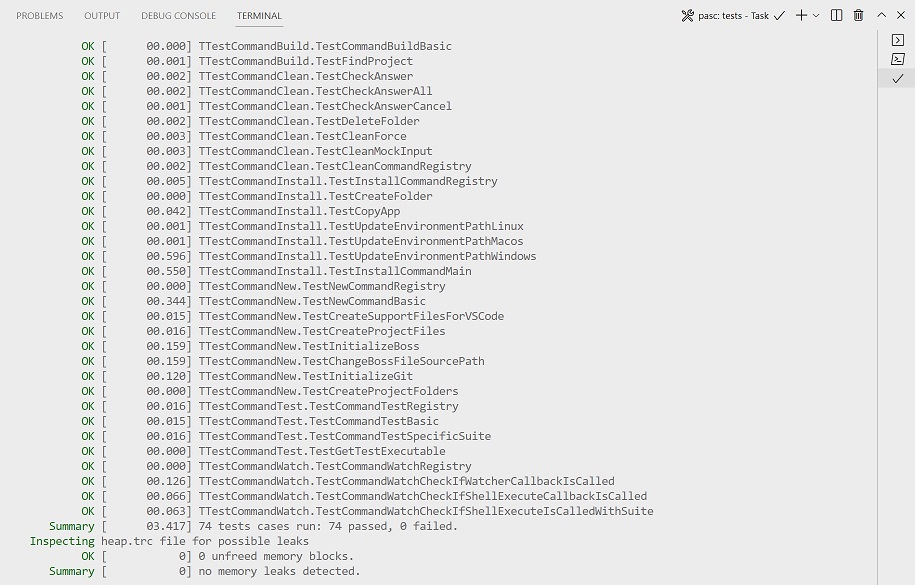 PROBLEMS OUTPUT DEBUG CONSOLE TERMINAL pasc: tests - Task
OK [ 00.000] TTestCommandBuild.TestCommandBuildBasic
OK [ 00.001] TTestCommandBuild.TestFindProject
OK [ 00.002] TTestCommandClean.TestCheckAnswer
OK [ 00.002] TTestCommandClean.TestCheckAnswerAll
OK [ 00.001] TTestCommandClean.TestCheckAnswerCancel
OK [ 00.002] TTestCommandClean.TestDeleteFolder
OK [ 00.003] TTestCommandClean.TestCleanForce
OK [ 00.003] TTestCommandClean.TestCleanMockInput
OK [ 00.002] TTestCommandClean.TestCleanCommandRegistry
OK [ 00.005] TTestCommandInstall.TestInstallCommandRegistry
OK [ 00.000] TTestCommandInstall.TestCreateFolder
OK [ 00.042] TTestCommandInstall.TestCopyApp
OK [ 00.001] TTestCommandInstall.TestUpdateEnvironmentPathLinux
OK [ 00.001] TTestCommandInstall.TestUpdateEnvironmentPathMacos
OK [ 00.596] TTestCommandInstall.TestUpdateEnvironmentPathWindows
OK [ 00.550] TTestCommandInstall.TestInstallCommandMain
OK [ 00.000] TTestCommandNew.TestNewCommandRegistry
OK [ 00.344] TTestCommandNew.TestNewCommandBasic
OK [ 00.015] TTestCommandNew.TestCreateSupportFilesForVSCode
OK [ 00.016] TTestCommandNew.TestCreateProjectFiles
OK [ 00.159] TTestCommandNew.TestInitializeBoss
OK [ 00.159] TTestCommandNew.TestChangeBossFileSourcePath
OK [ 00.120] TTestCommandNew.TestInitializeGit
OK [ 00.000] TTestCommandNew.TestCreateProjectFolders
OK [ 00.016] TTestCommandTest.TestCommandTestRegistry
OK [ 00.015] TTestCommandTest.TestCommandTestBasic
OK [ 00.016] TTestCommandTest.TestCommandTestSpecificSuite
OK [ 00.000] TTestCommandTest.TestGetTestExecutable
OK [ 00.000] TTestCommandWatch.TestCommandWatchRegistry
OK [ 00.126] TTestCommandWatch.TestCommandWatchCheckIfWatcherCallbackIsCalled
OK [ 00.066] TTestCommandWatch.TestCommandWatchCheckIfShellExecuteCallbackIsCalled
OK [ 00.063] TTestCommandWatch.TestCommandWatchCheckIfShellExecuteIsCalledWithSuite
Summary [ 03.417] 74 tests cases run: 74 passed, 0 failed.
Inspecting heap.trc file for possible leaks
OK [ 0] 0 unfreed memory blocks.
Summary [ 0] no memory leaks detected.